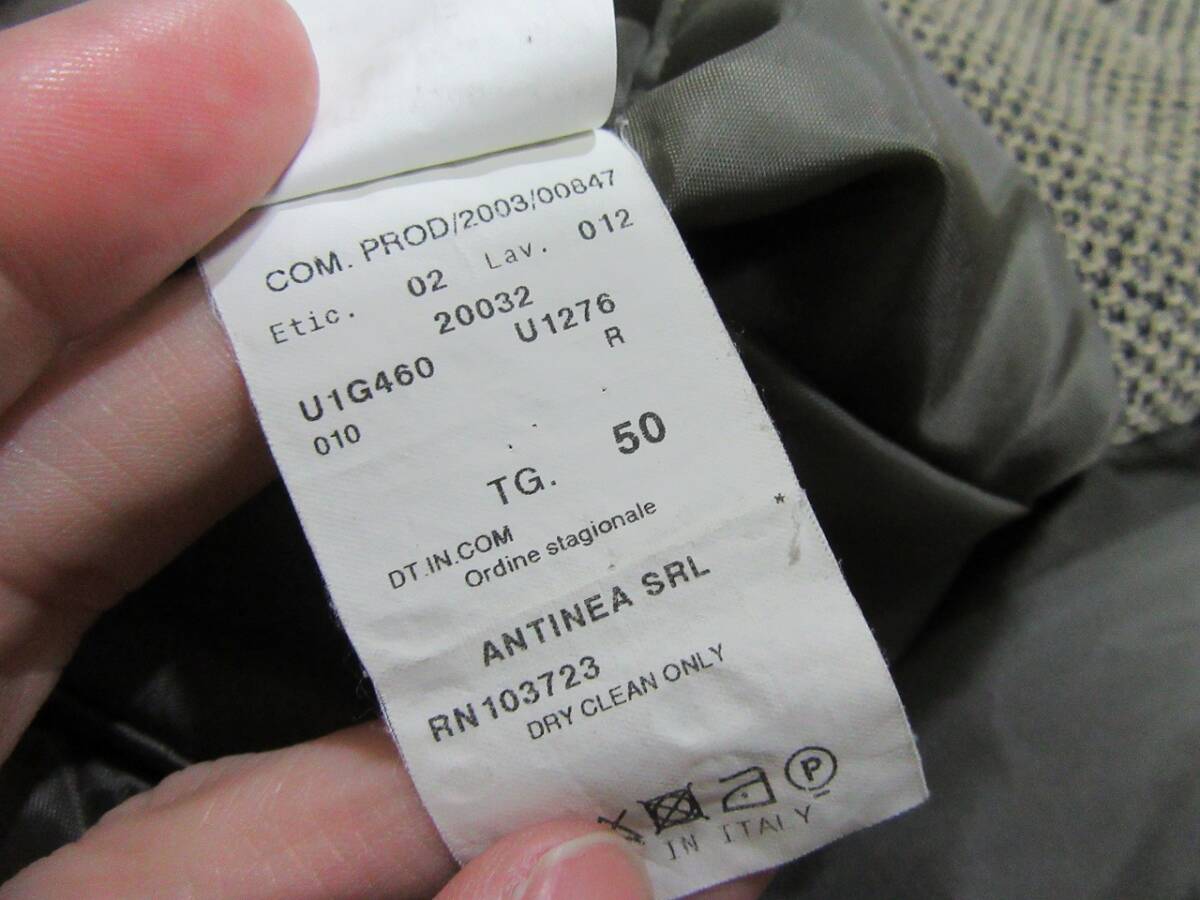 COM. PROD/2003/00847
Etic. 02 Lav. 012
20032
U1G460 U1276
010 R
TG. 50
DT.IN.COM
Ordine stagionale *
ANTINEA SRL
RN103723
DRY CLEAN ONLY
P
IN ITALY